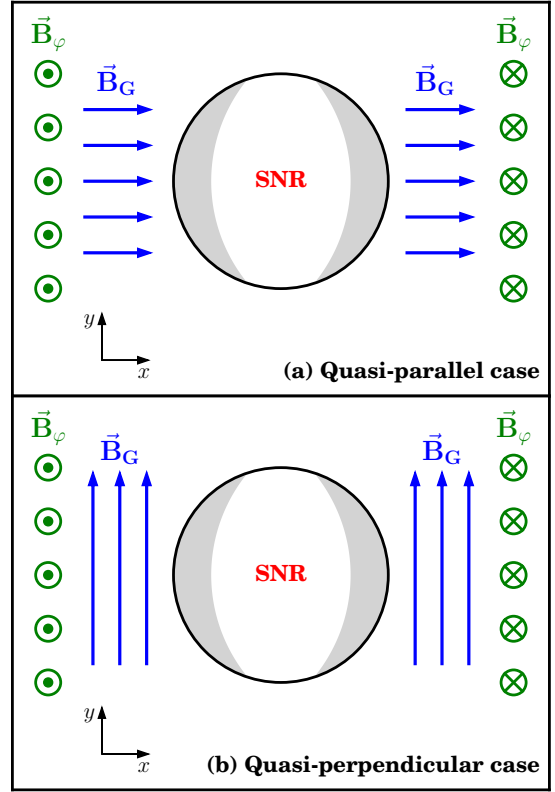 B⃗φ B⃗φ
B⃗G B⃗G
SNR
y
x
(a) Quasi-parallel case
B⃗φ B⃗φ
B⃗G B⃗G
SNR
y
x
(b) Quasi-perpendicular case